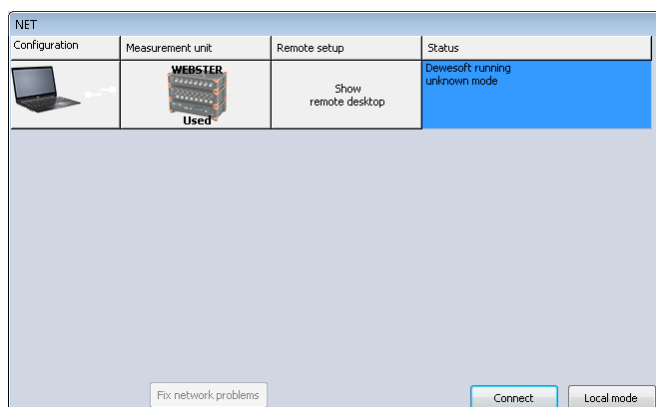 NET
Configuration
Measurement unit
Remote setup
Status
WEBSTER
Used
Show
remote desktop
Dewesoft running
unknown mode
Fix network problems
Connect
Local mode